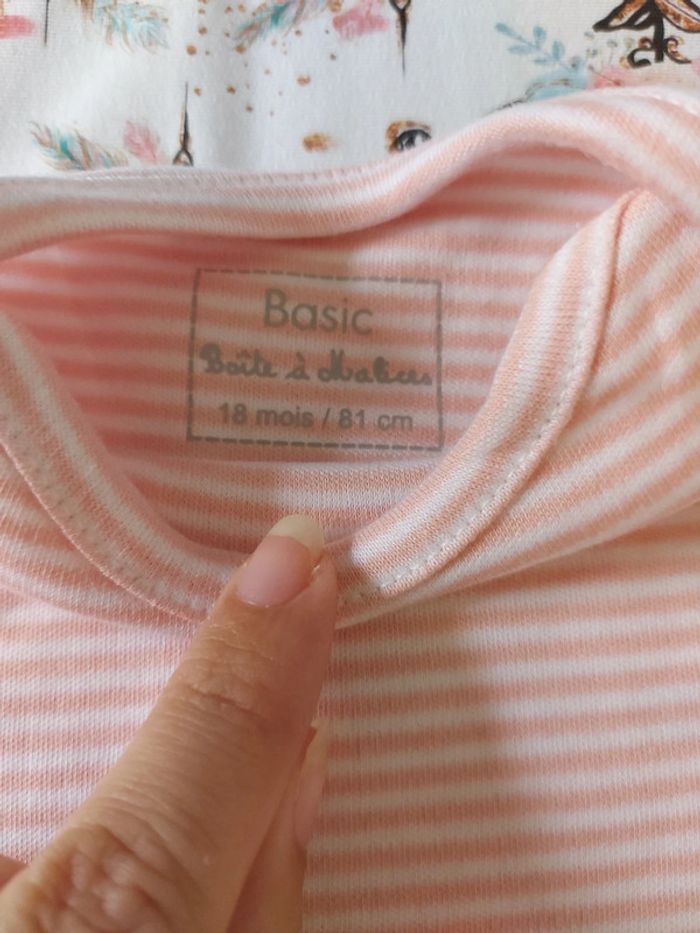 Basic
Boîte à Malices
18 mois / 81 cm